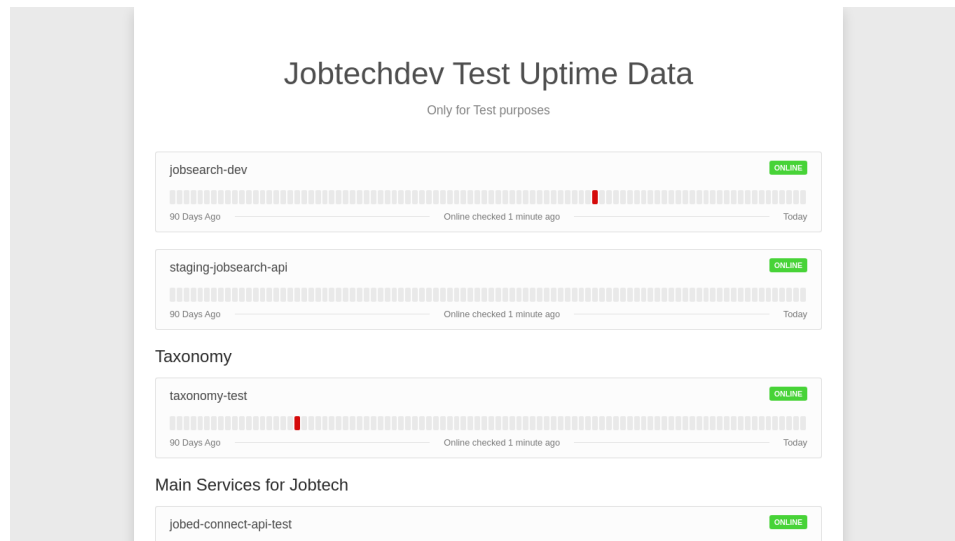 Jobtechdev Test Uptime Data
Only for Test purposes
jobsearch-dev
ONLINE
90 Days Ago
Online checked 1 minute ago
Today
staging-jobsearch-api
ONLINE
90 Days Ago
Online checked 1 minute ago
Today
Taxonomy
taxonomy-test
ONLINE
90 Days Ago
Online checked 1 minute ago
Today
Main Services for Jobtech
jobed-connect-api-test
ONLINE